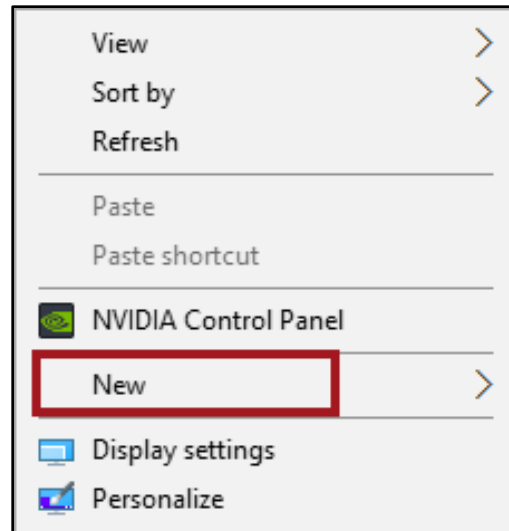 View
Sort by
Refresh
Paste
Paste shortcut
NVIDIA Control Panel
New
Display settings
Personalize